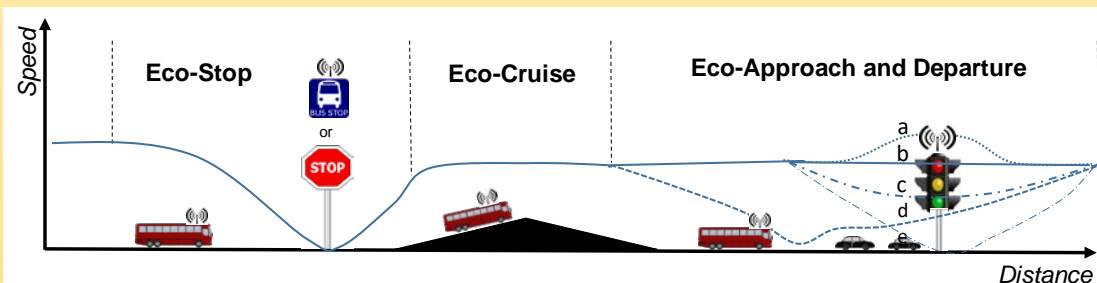 Speed
Eco-Stop
BUS STOP
or
STOP
Eco-Cruise
Eco-Approach and Departure
a
b
c
d
e
Distance